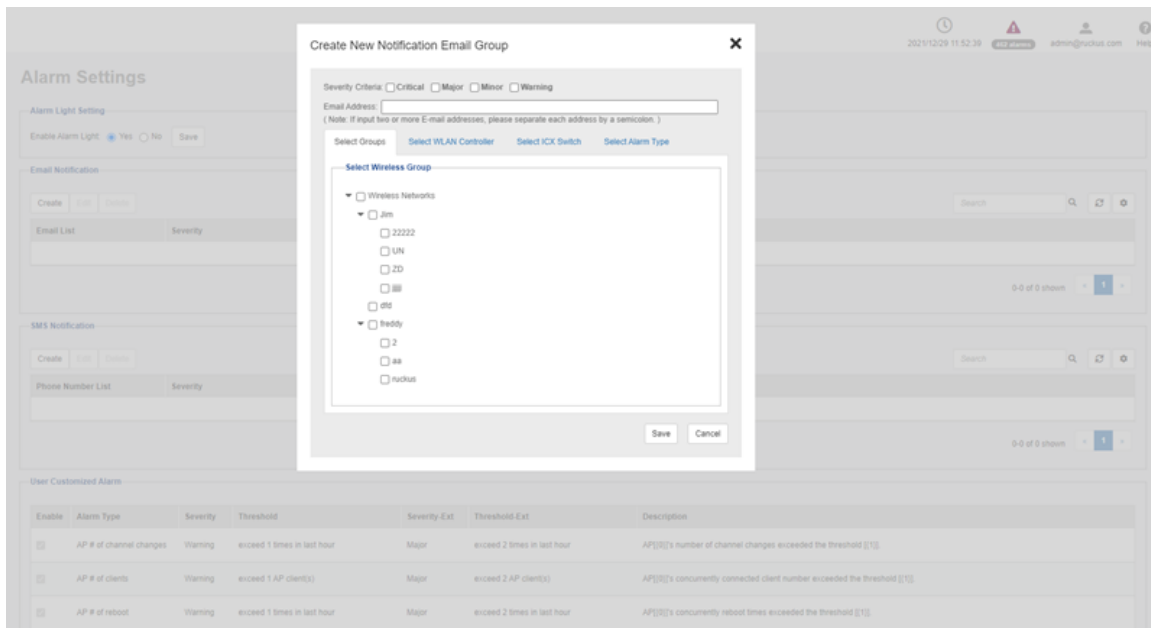 Create New Notification Email Group
2021/12/29 11:52:39
admin@ruckus.com
Help
Alarm Settings
Severity Criteria: Critical Major Minor Warning
Email Address:
( Note: If input two or more E-mail addresses, please separate each address by a semicolon. )
Alarm Light Setting
Enable Alarm Light: Yes No Save
Select Groups Select WLAN Controller Select ICX Switch Select Alarm Type
Email Notification
Select Wireless Group
Create Edit Delete
Search
Wireless Networks
Email List Severity
Jim
22222
UN
ZD
0-0 of 0 shown 1
dfd
SMS Notification
freddy
2
Create Edit Delete
Search
aa
ruckus
Phone Number List Severity
Save Cancel
0-0 of 0 shown 1
User Customized Alarm
Enable Alarm Type Severity Threshold Severity-Ext Threshold-Ext Description
AP # of channel changes Warning exceed 1 times in last hour Major exceed 2 times in last hour AP[{0}]'s number of channel changes exceeded the threshold [{1}].
AP # of clients Warning exceed 1 AP client(s) Major exceed 2 AP client(s) AP[{0}]'s concurrently connected client number exceeded the threshold [{1}].
AP # of reboot Warning exceed 1 times in last hour Major exceed 2 times in last hour AP[{0}]'s concurrently reboot times exceeded the threshold [{1}].